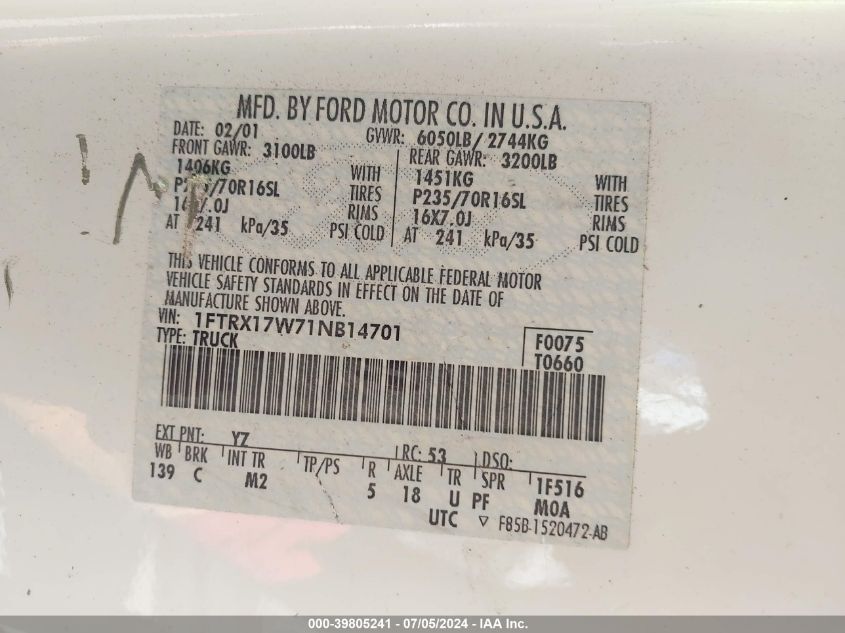 MFD. BY FORD MOTOR CO. IN U.S.A.
DATE: 02/01 GVWR: 6050LB/ 2744KG
FRONT GAWR: 3100LB REAR GAWR: 3200LB
1406KG WITH 1451KG WITH
70R16SL TIRES P235/70R16SL TIRES
.0J RIMS 16X7.0J RIMS
AT 241 kPa/35 PSI COLD AT 241 kPa/35 PSI COLD
THIS VEHICLE CONFORMS TO ALL APPLICABLE FEDERAL MOTOR
VEHICLE SAFETY STANDARDS IN EFFECT ON THE DATE OF
MANUFACTURE SHOWN ABOVE.
VIN: 1FTRX17W71NB14701
TYPE: TRUCK
F0075
T0660
EXT PNT: YZ RC: 53 DSO:
WB BRK INT TR TP/PS R AXLE TR SPR 1F516
139 C M2 5 18 U PF M0A
UTC ▽ F85B-1520472-AB
000-39805241 - 07/05/2024 - IAA Inc.